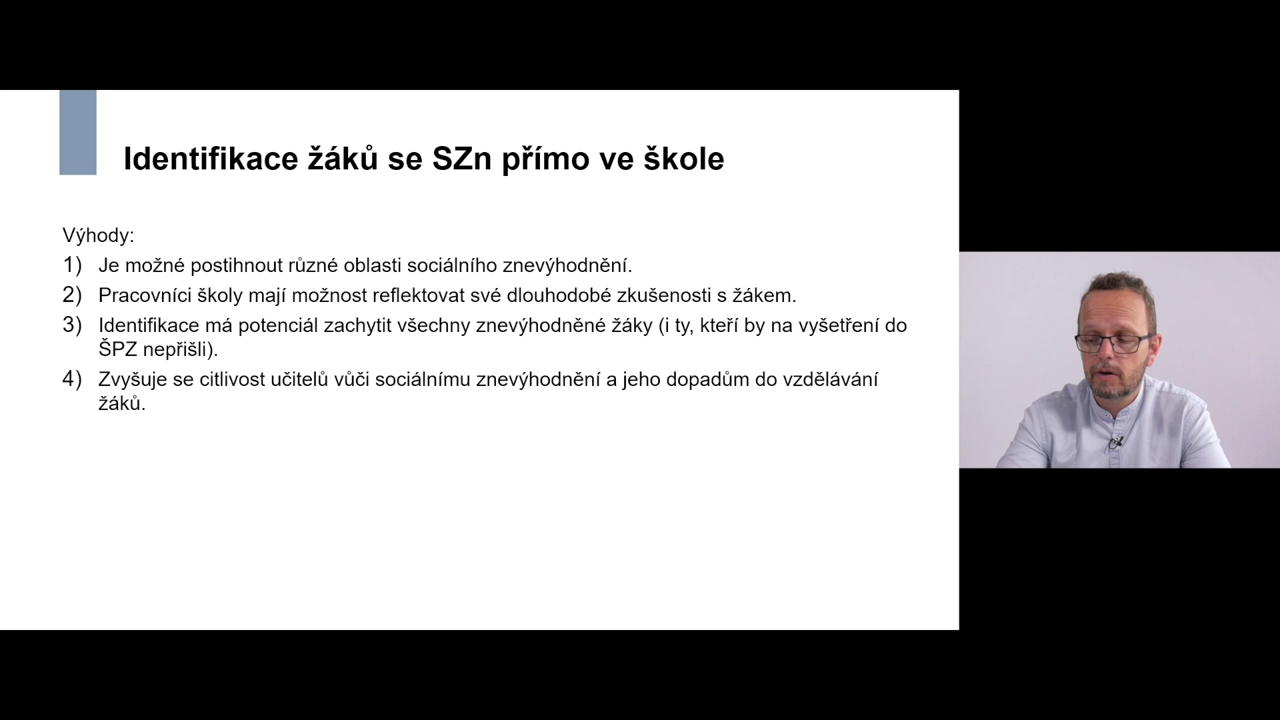 Identifikace žáků se SZn přímo ve škole
Výhody:
1) Je možné postihnout různé oblasti sociálního znevýhodnění.
2) Pracovníci školy mají možnost reflektovat své dlouhodobé zkušenosti s žákem.
3) Identifikace má potenciál zachytit všechny znevýhodněné žáky (i ty, kteří by na vyšetření do
ŠPZ nepřišli).
4) Zvyšuje se citlivost učitelů vůči sociálnímu znevýhodnění a jeho dopadům do vzdělávání
žáků.